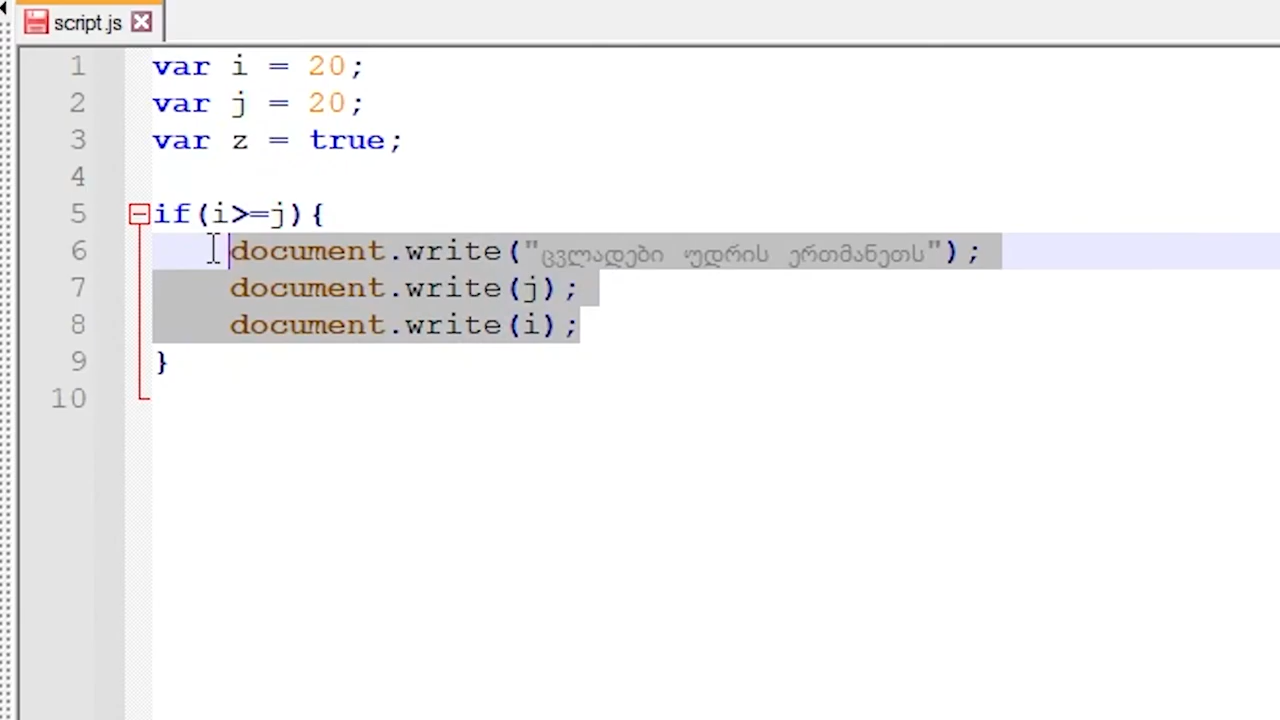 script.js
1 var i = 20;
2 var j = 20;
3 var z = true;
4
5 if(i>=j){
6 document.write("ცვლადები უდრის ერთმანეთს");
7 document.write(j);
8 document.write(i);
9 }
10